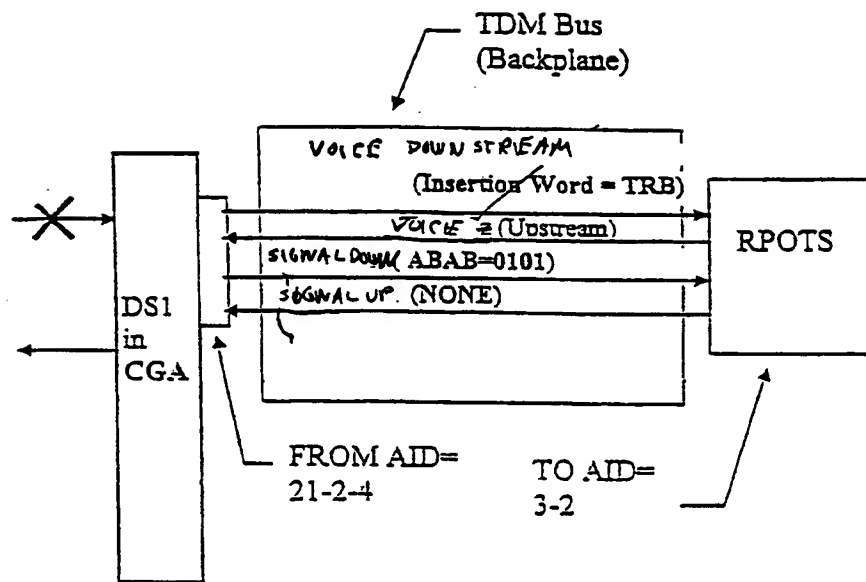 TDM Bus
(Backplane)
VOICE DOWNSTREAM
(Insertion Word = TRB)
VOICE (Upstream)
RPOTS
SIGNAL DOWN (ABAB=0101)
SIGNAL UP. (NONE)
DS1
in
CGA
FROM AID=
21-2-4
TO AID=
3-2